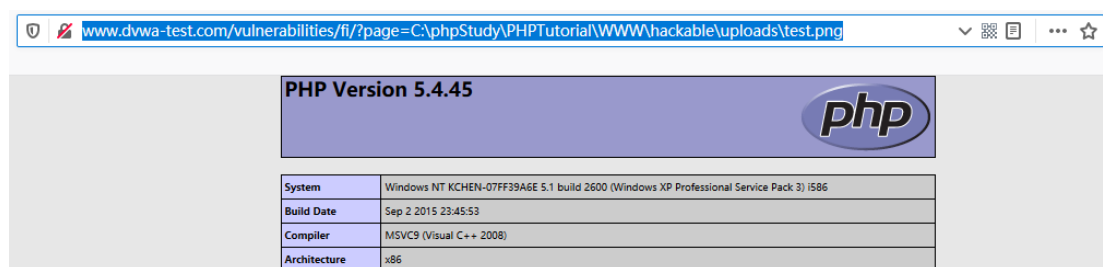 www.dvwa-test.com/vulnerabilities/fi/?page=C:\phpStudy\PHPTutorial\WWW\hackable\uploads\test.png
PHP Version 5.4.45
php
System Windows NT KCHEN-07FF39A6E 5.1 build 2600 (Windows XP Professional Service Pack 3) i586
Build Date Sep 2 2015 23:45:53
Compiler MSVC9 (Visual C++ 2008)
Architecture x86